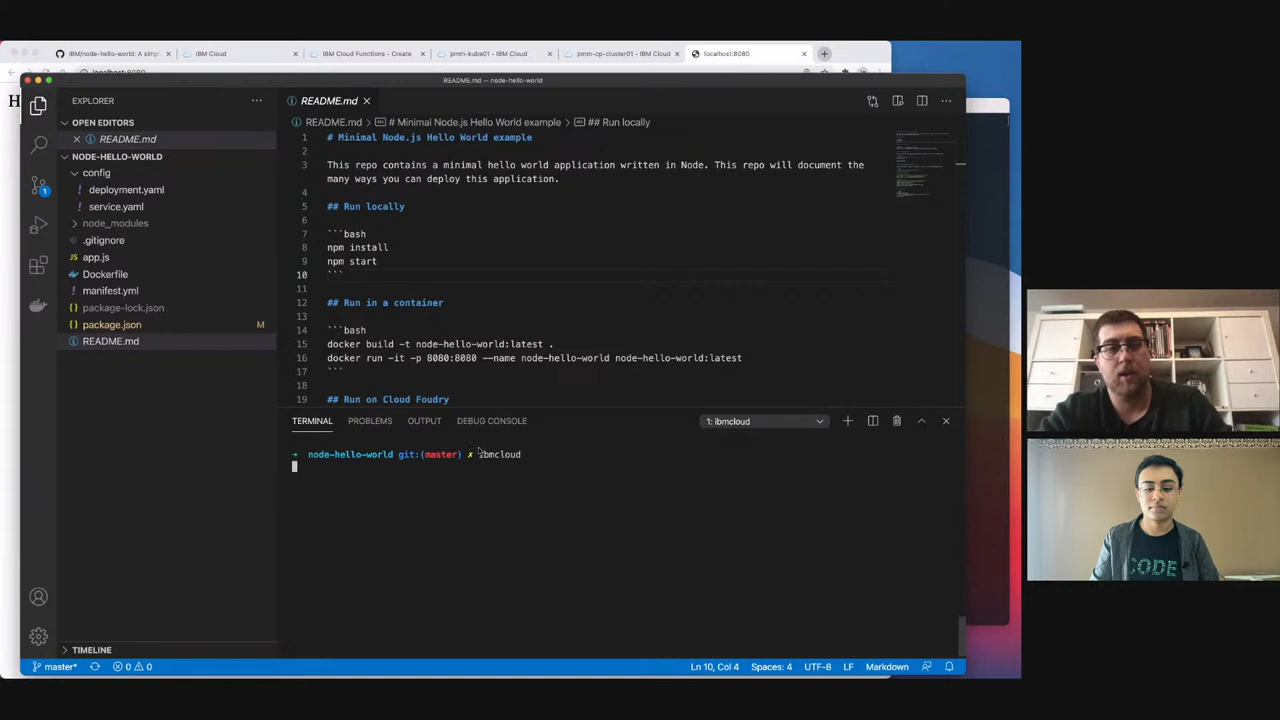 IBM/node-hello-world: A simpl
IBM Cloud
IBM Cloud Functions - Create
pmm-kube01 - IBM Cloud
pmm-cp-cluster01 - IBM Cloud
localhost:8080
localhost:8080
H
README.md — node-hello-world
EXPLORER
OPEN EDITORS
README.md
NODE-HELLO-WORLD
config
deployment.yaml
service.yaml
node_modules
.gitignore
app.js
Dockerfile
manifest.yml
package-lock.json
package.json M
README.md
TIMELINE
1
README.md
README.md > # Minimal Node.js Hello World example > ## Run locally
1 # Minimal Node.js Hello World example
2
3 This repo contains a minimal hello world application written in Node. This repo will document the
many ways you can deploy this application.
4
5 ## Run locally
6
7 ```bash
8 npm install
9 npm start
10 ```
11
12 ## Run in a container
13
14 ```bash
15 docker build -t node-hello-world:latest .
16 docker run -it -p 8080:8080 --name node-hello-world node-hello-world:latest
17 ```
18
19 ## Run on Cloud Foudry
TERMINAL PROBLEMS OUTPUT DEBUG CONSOLE
1: ibmcloud
➜ node-hello-world git:(master) ✗ ibmcloud
master* 0 0
Ln 10, Col 4 Spaces: 4 UTF-8 LF Markdown
CODE